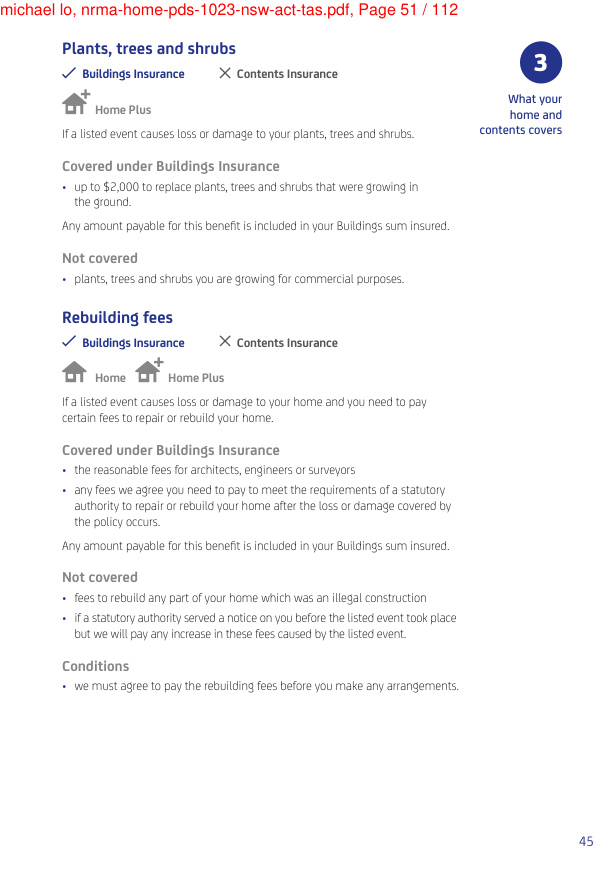 michael lo, nrma-home-pds-1023-nsw-act-tas.pdf, Page 51 / 112
Plants, trees and shrubs
Buildings Insurance Contents Insurance
Home Plus
If a listed event causes loss or damage to your plants, trees and shrubs.
Covered under Buildings Insurance
• up to $2,000 to replace plants, trees and shrubs that were growing in
the ground.
Any amount payable for this benefit is included in your Buildings sum insured.
Not covered
• plants, trees and shrubs you are growing for commercial purposes.
Rebuilding fees
Buildings Insurance Contents Insurance
Home Home Plus
If a listed event causes loss or damage to your home and you need to pay
certain fees to repair or rebuild your home.
Covered under Buildings Insurance
• the reasonable fees for architects, engineers or surveyors
• any fees we agree you need to pay to meet the requirements of a statutory
authority to repair or rebuild your home after the loss or damage covered by
the policy occurs.
Any amount payable for this benefit is included in your Buildings sum insured.
Not covered
• fees to rebuild any part of your home which was an illegal construction
• if a statutory authority served a notice on you before the listed event took place
but we will pay any increase in these fees caused by the listed event.
Conditions
• we must agree to pay the rebuilding fees before you make any arrangements.
3
What your
home and
contents covers
45